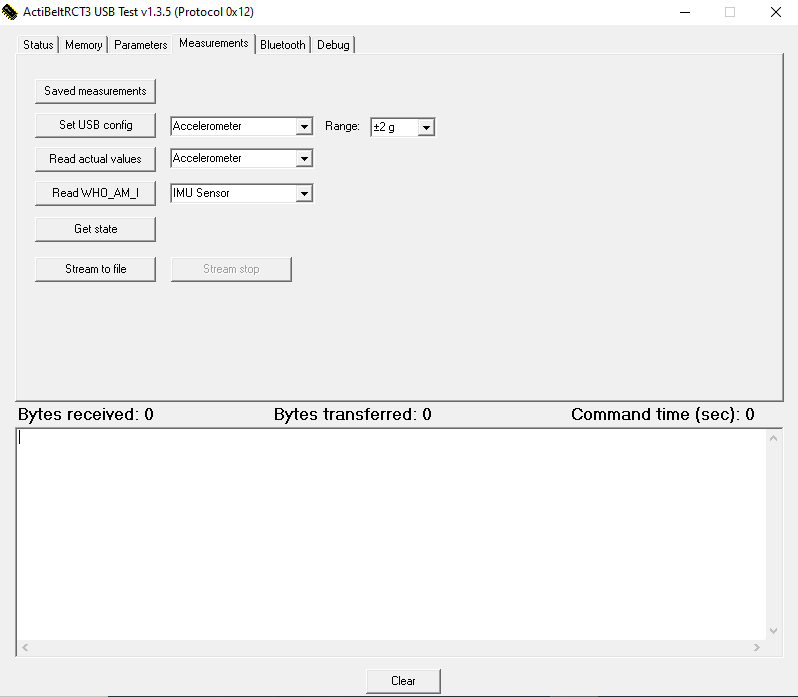 ActiBeltRCT3 USB Test v1.3.5 (Protocol 0x12)
Status Memory Parameters Measurements Bluetooth Debug
Saved measurements
Set USB config Accelerometer Range: ±2 g
Read actual values Accelerometer
Read WHO_AM_I IMU Sensor
Get state
Stream to file Stream stop
Bytes received: 0 Bytes transferred: 0 Command time (sec): 0
Clear